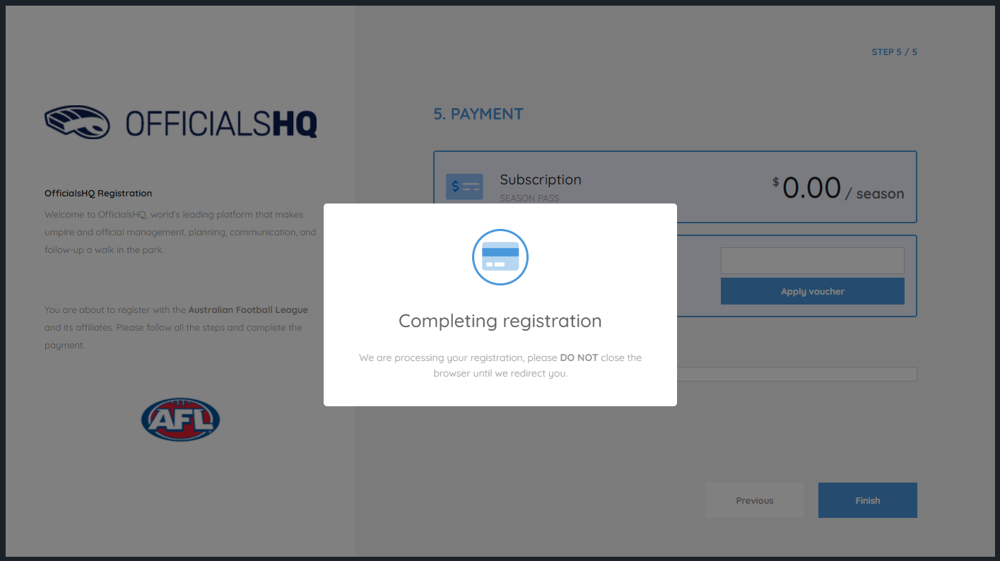 STEP 5 / 5
OFFICIALSHQ
5. PAYMENT
Subscription
SEASON PASS
$ 0.00 / season
OfficialsHQ Registration
Welcome to OfficialsHQ, world's leading platform that makes
umpire and official management, planning, communication, and
follow-up a walk in the park.
You are about to register with the Australian Football League
and its affiliates. Please follow all the steps and complete the
payment.
AFL
Completing registration
We are processing your registration, please DO NOT close the
browser until we redirect you.
Apply voucher
Previous
Finish